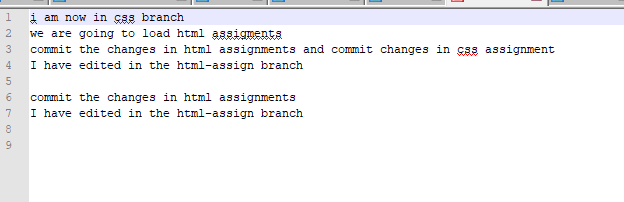 1 i am now in css branch
2 we are going to load html assigments
3 commit the changes in html assignments and commit changes in css assignment
4 I have edited in the html-assign branch
5
6 commit the changes in html assignments
7 I have edited in the html-assign branch
8
9